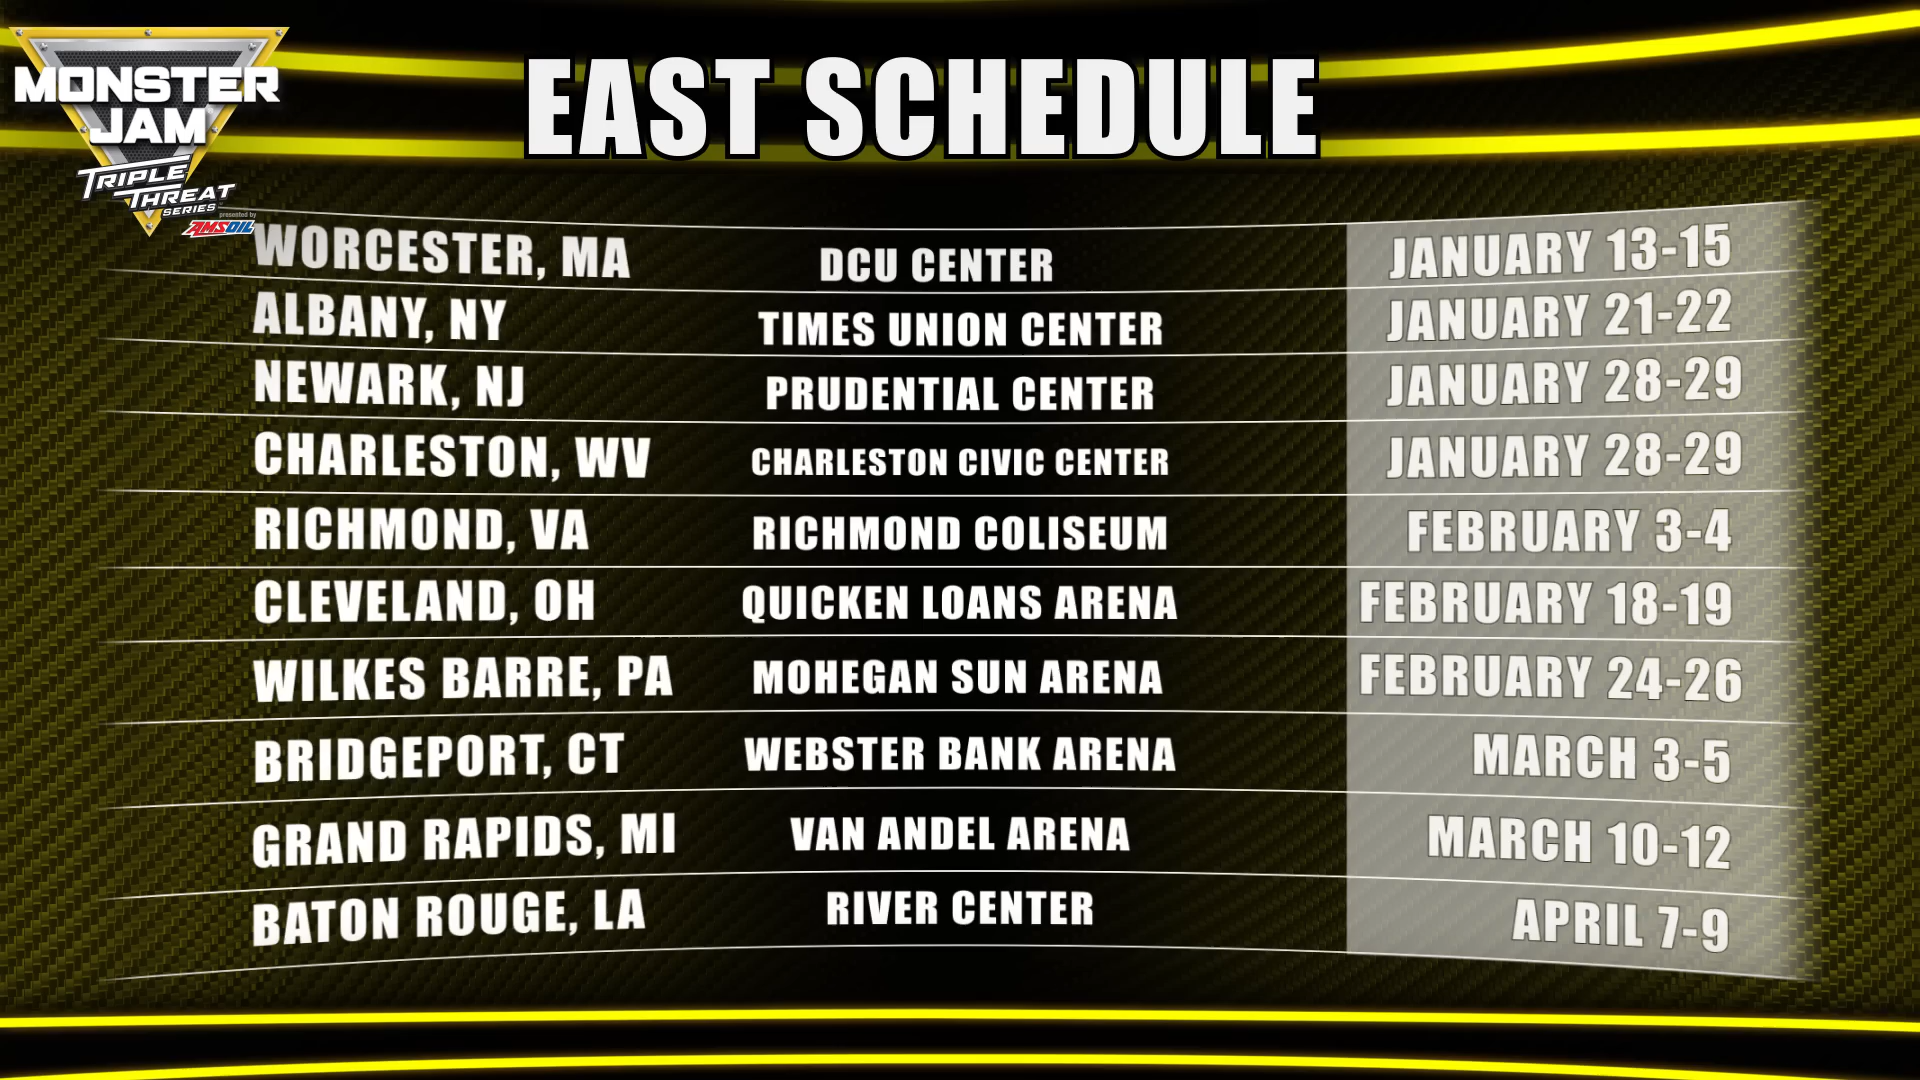 MONSTER
JAM
TRIPLE
THREAT
SERIES
presented by
AMSOIL
EAST SCHEDULE
WORCESTER, MA DCU CENTER JANUARY 13-15
ALBANY, NY TIMES UNION CENTER JANUARY 21-22
NEWARK, NJ PRUDENTIAL CENTER JANUARY 28-29
CHARLESTON, WV CHARLESTON CIVIC CENTER JANUARY 28-29
RICHMOND, VA RICHMOND COLISEUM FEBRUARY 3-4
CLEVELAND, OH QUICKEN LOANS ARENA FEBRUARY 18-19
WILKES BARRE, PA MOHEGAN SUN ARENA FEBRUARY 24-26
BRIDGEPORT, CT WEBSTER BANK ARENA MARCH 3-5
GRAND RAPIDS, MI VAN ANDEL ARENA MARCH 10-12
BATON ROUGE, LA RIVER CENTER APRIL 7-9